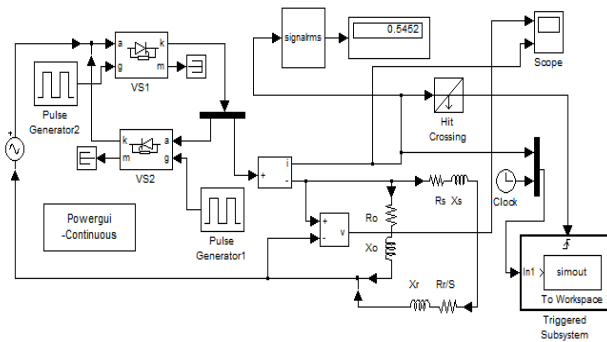 a
k
g
m
VS1
Pulse
Generator2
k
a
m
g
VS2
Pulse
Generator1
Powergui
-Continuous
+
signalrms
0.5452
Scope
Hit
Crossing
+
i
-
+
-
v
Ro
Xo
Rs
Xs
Xr
Rr/S
Clock
In1
simout
To Workspace
Triggered
Subsystem